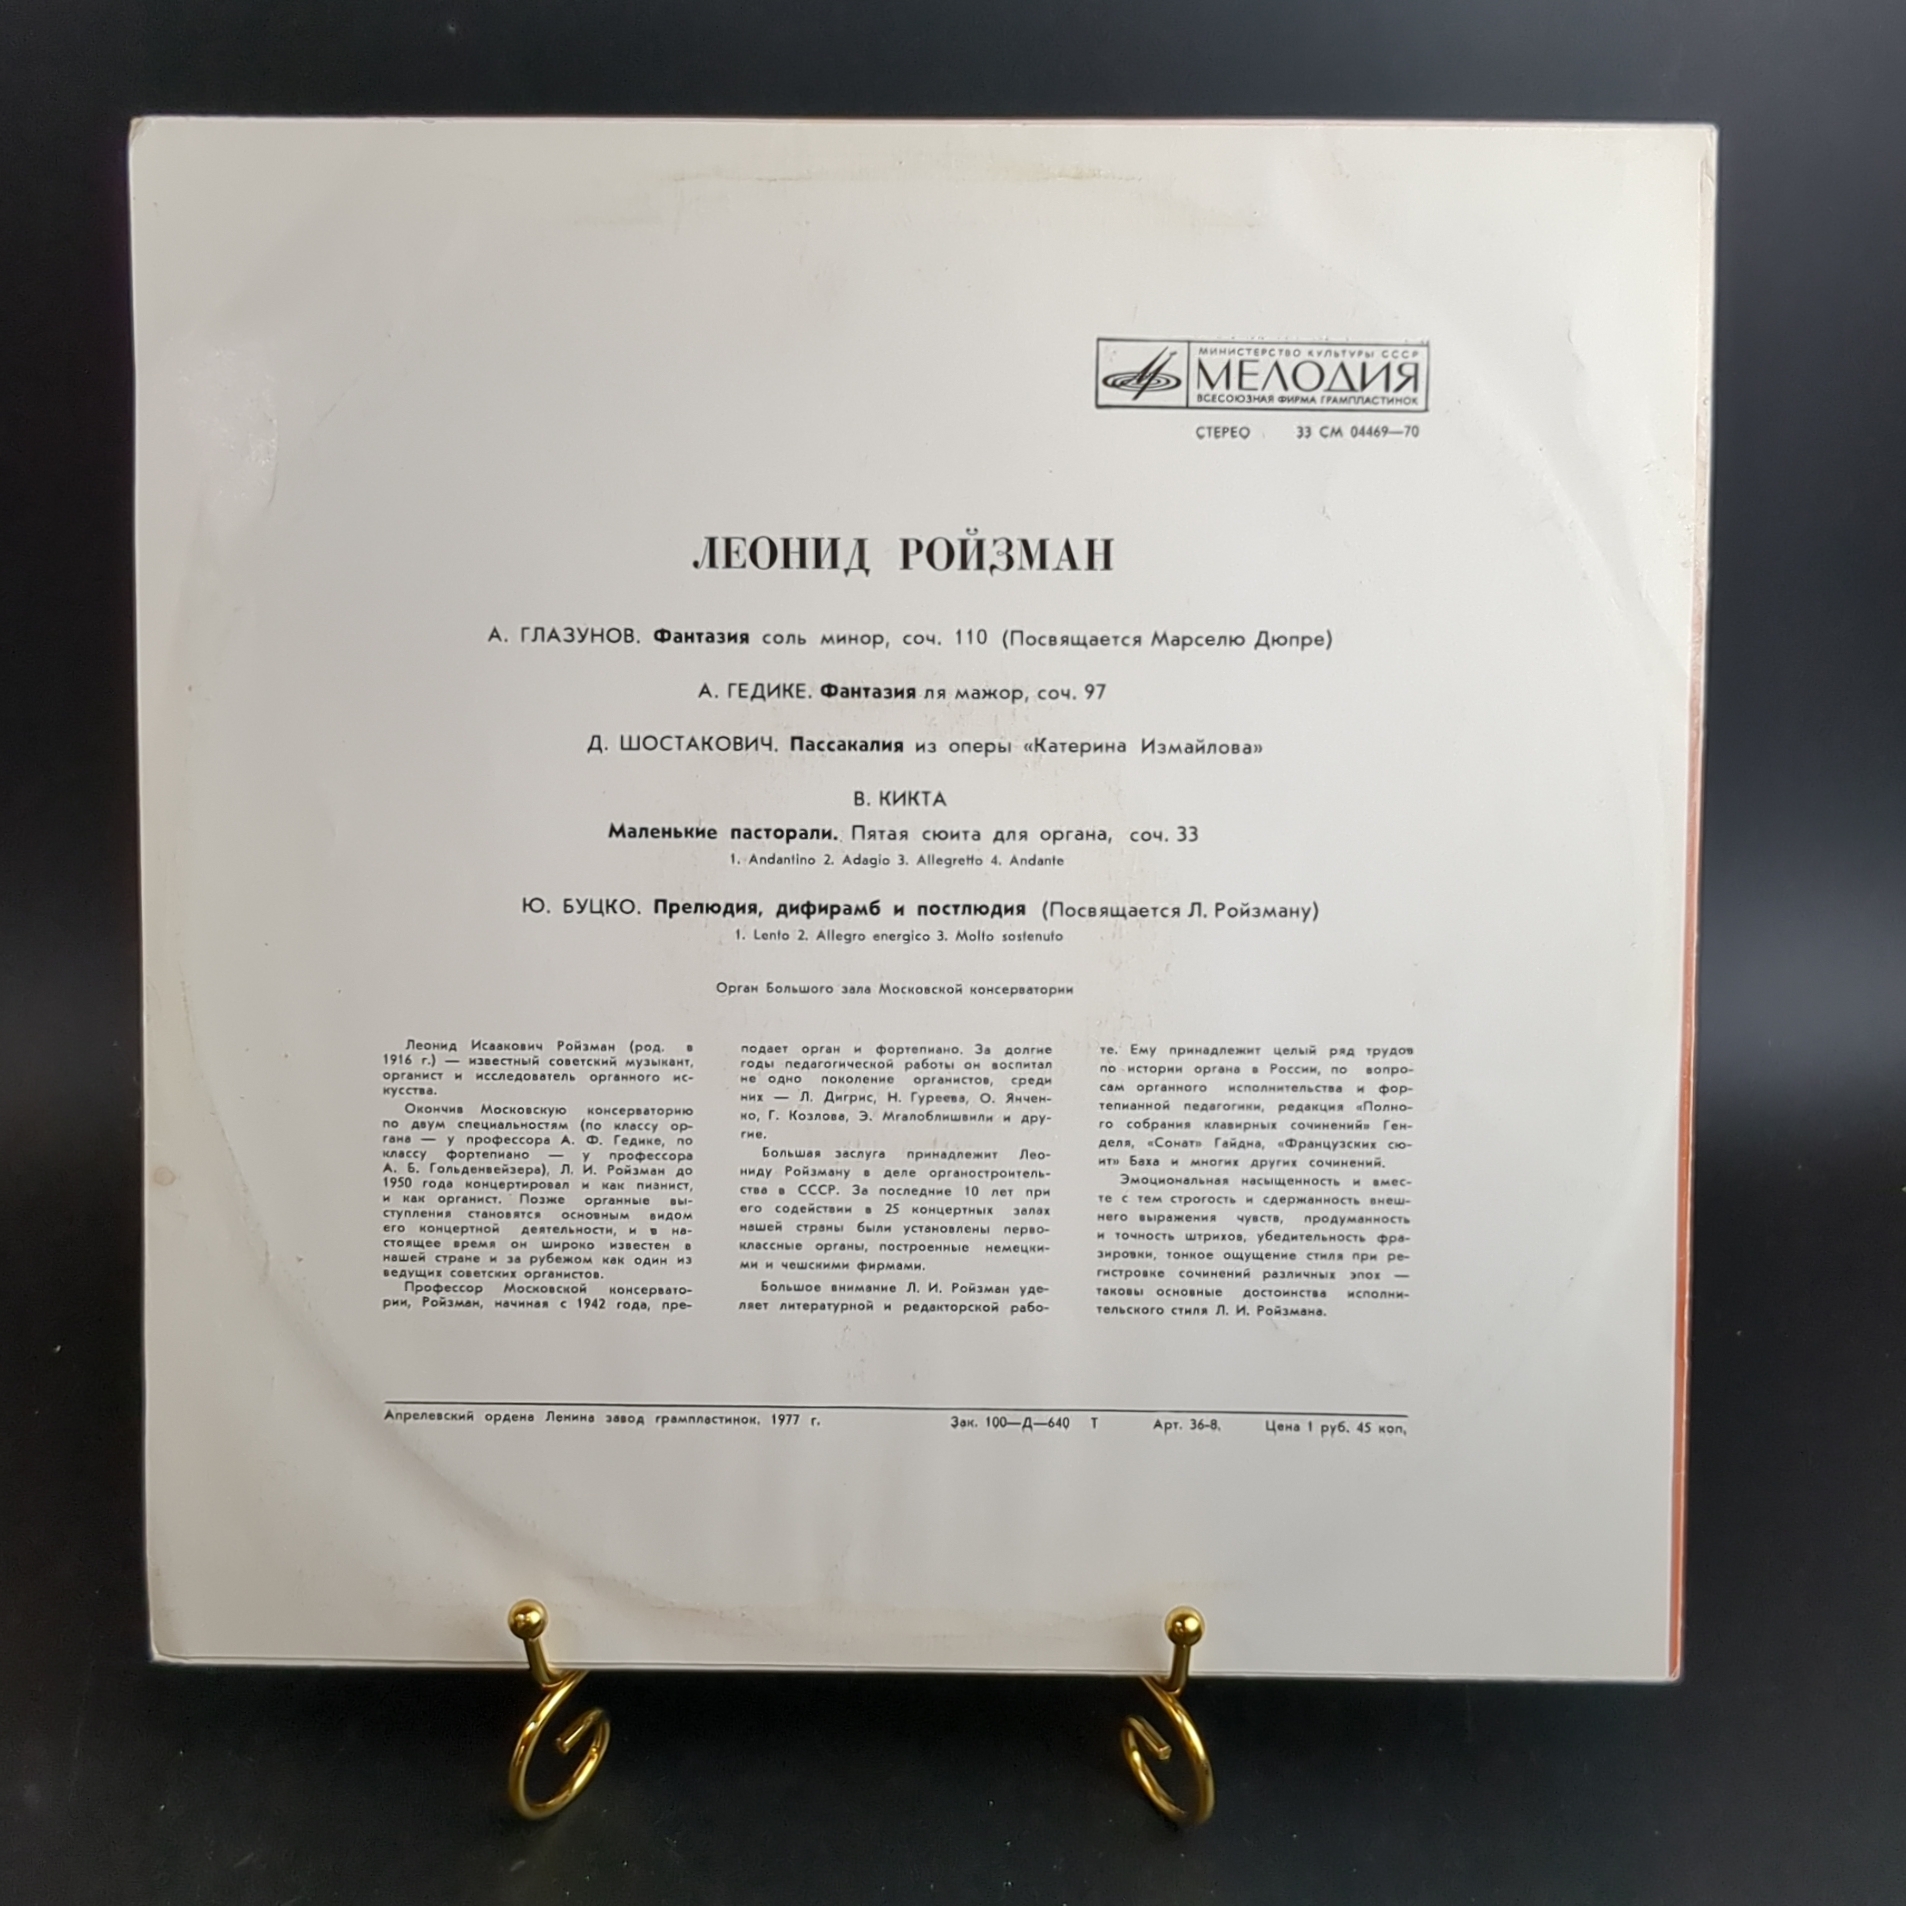 МИНИСТЕРСТВО КУЛЬТУРЫ СССР
МЕЛОДИЯ
ВСЕСОЮЗНАЯ ФИРМА ГРАМПЛАСТИНОК
СТЕРЕО 33 СМ 04469—70
ЛЕОНИД РОЙЗМАН
А. ГЛАЗУНОВ. Фантазия соль минор, соч. 110 (Посвящается Марселю Дюпре)
А. ГЕДИКЕ. Фантазия ля мажор, соч. 97
Д. ШОСТАКОВИЧ. Пассакалия из оперы «Катерина Измайлова»
В. КИКТА
Маленькие пасторали. Пятая сюита для органа, соч. 33
1. Andantino 2. Adagio 3. Allegretto 4. Andante
Ю. БУЦКО. Прелюдия, дифирамб и постлюдия (Посвящается Л. Ройзману)
1. Lento 2. Allegro energico 3. Molto sostenuto
Орган Большого зала Московской консерватории
Леонид Исаакович Ройзман (род. в
1916 г.) — известный советский музыкант,
органист и исследователь органного ис-
кусства.
Окончив Московскую консерваторию
по двум специальностям (по классу ор-
гана — у профессора А. Ф. Гедике, по
классу фортепиано — у профессора
А. Б. Гольденвейзера), Л. И. Ройзман до
1950 года концертировал и как пианист,
и как органист. Позже органные вы-
ступления становятся основным видом
его концертной деятельности, и в на-
стоящее время он широко известен в
нашей стране и за рубежом как один из
ведущих советских органистов.
Профессор Московской консервато-
рии, Ройзман, начиная с 1942 года, пре-
подает орган и фортепиано. За долгие
годы педагогической работы он воспитал
не одно поколение органистов, среди
них — Л. Дигрис, Н. Гуреева, О. Янчен-
ко, Г. Козлова, Э. Мгалоблишвили и дру-
гие.
Большая заслуга принадлежит Лео-
ниду Ройзману в деле органостроитель-
ства в СССР. За последние 10 лет при
его содействии в 25 концертных залах
нашей страны были установлены перво-
классные органы, построенные немецки-
ми и чешскими фирмами.
Большое внимание Л. И. Ройзман уде-
ляет литературной и редакторской рабо-
те. Ему принадлежит целый ряд трудов
по истории органа в России, по вопро-
сам органного исполнительства и фор-
тепианной педагогики, редакция «Полно-
го собрания клавирных сочинений» Ген-
деля, «Сонат» Гайдна, «Французских сю-
ит» Баха и многих других сочинений.
Эмоциональная насыщенность и вмес-
те с тем строгость и сдержанность внеш-
него выражения чувств, продуманность
и точность штрихов, убедительность фра-
зировки, тонкое ощущение стиля при ре-
гистровке сочинений различных эпох —
таковы основные достоинства исполни-
тельского стиля Л. И. Ройзмана.
Апрелевский ордена Ленина завод грампластинок. 1977 г. Зак. 100—Д—640 Т Арт. 36-8. Цена 1 руб. 45 коп,